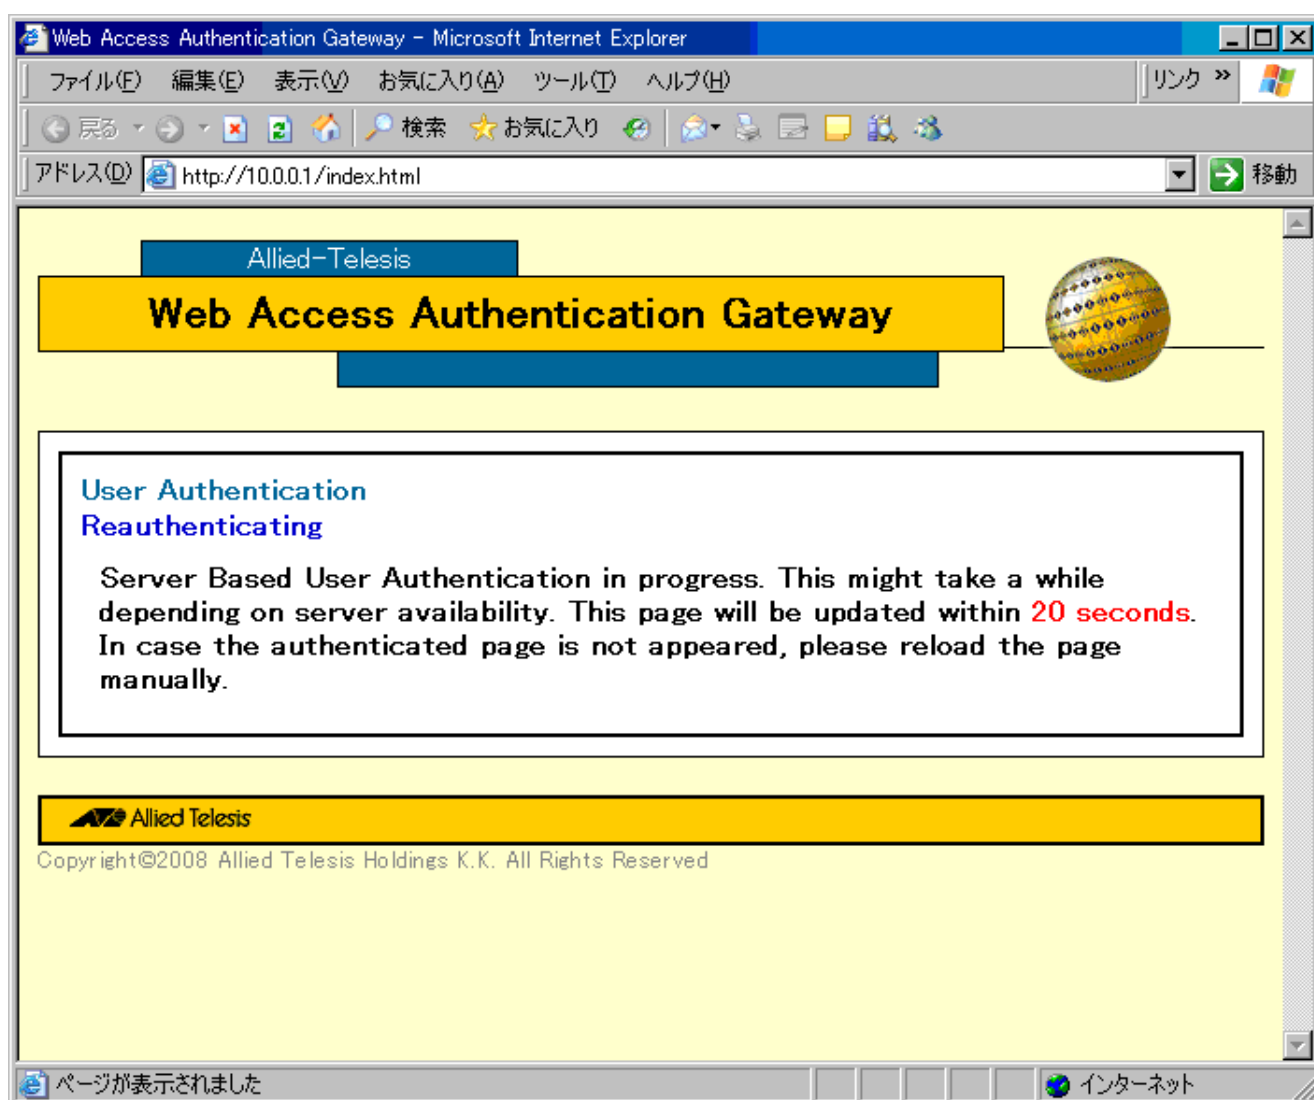 Web Access Authentication Gateway - Microsoft Internet Explorer
ファイル(F) 編集(E) 表示(V) お気に入り(A) ツール(T) ヘルプ(H) リンク »
戻る 検索 お気に入り
アドレス(D) http://10.0.0.1/index.html 移動
Allied-Telesis
Web Access Authentication Gateway
User Authentication
Reauthenticating
Server Based User Authentication in progress. This might take a while
depending on server availability. This page will be updated within 20 seconds.
In case the authenticated page is not appeared, please reload the page
manually.
Allied Telesis
Copyright©2008 Allied Telesis Holdings K.K. All Rights Reserved
ページが表示されました インターネット